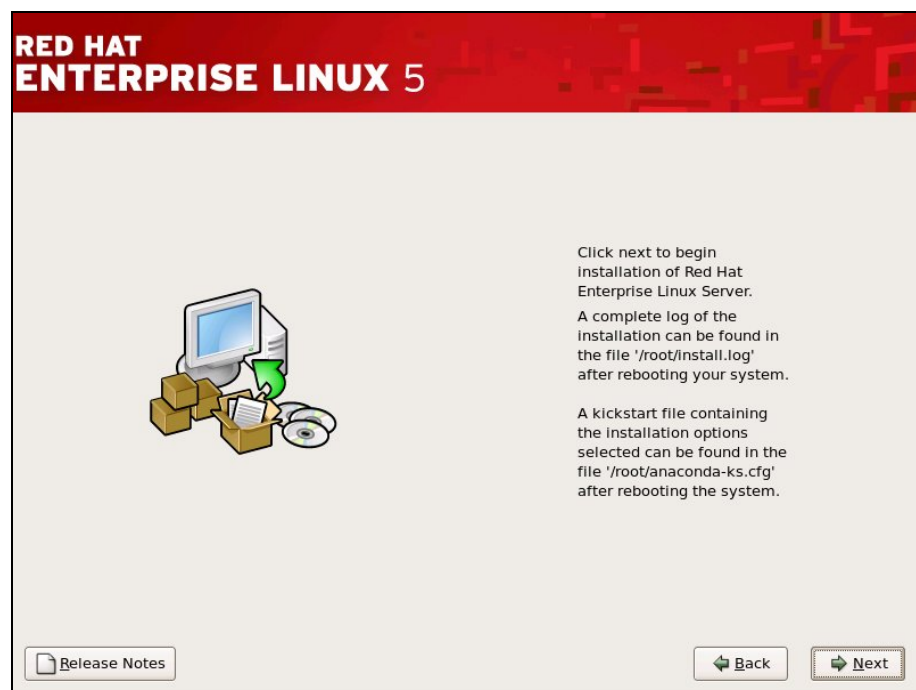 RED HAT
ENTERPRISE LINUX 5
Click next to begin
installation of Red Hat
Enterprise Linux Server.
A complete log of the
installation can be found in
the file '/root/install.log'
after rebooting your system.
A kickstart file containing
the installation options
selected can be found in the
file '/root/anaconda-ks.cfg'
after rebooting the system.
Release Notes
Back
Next